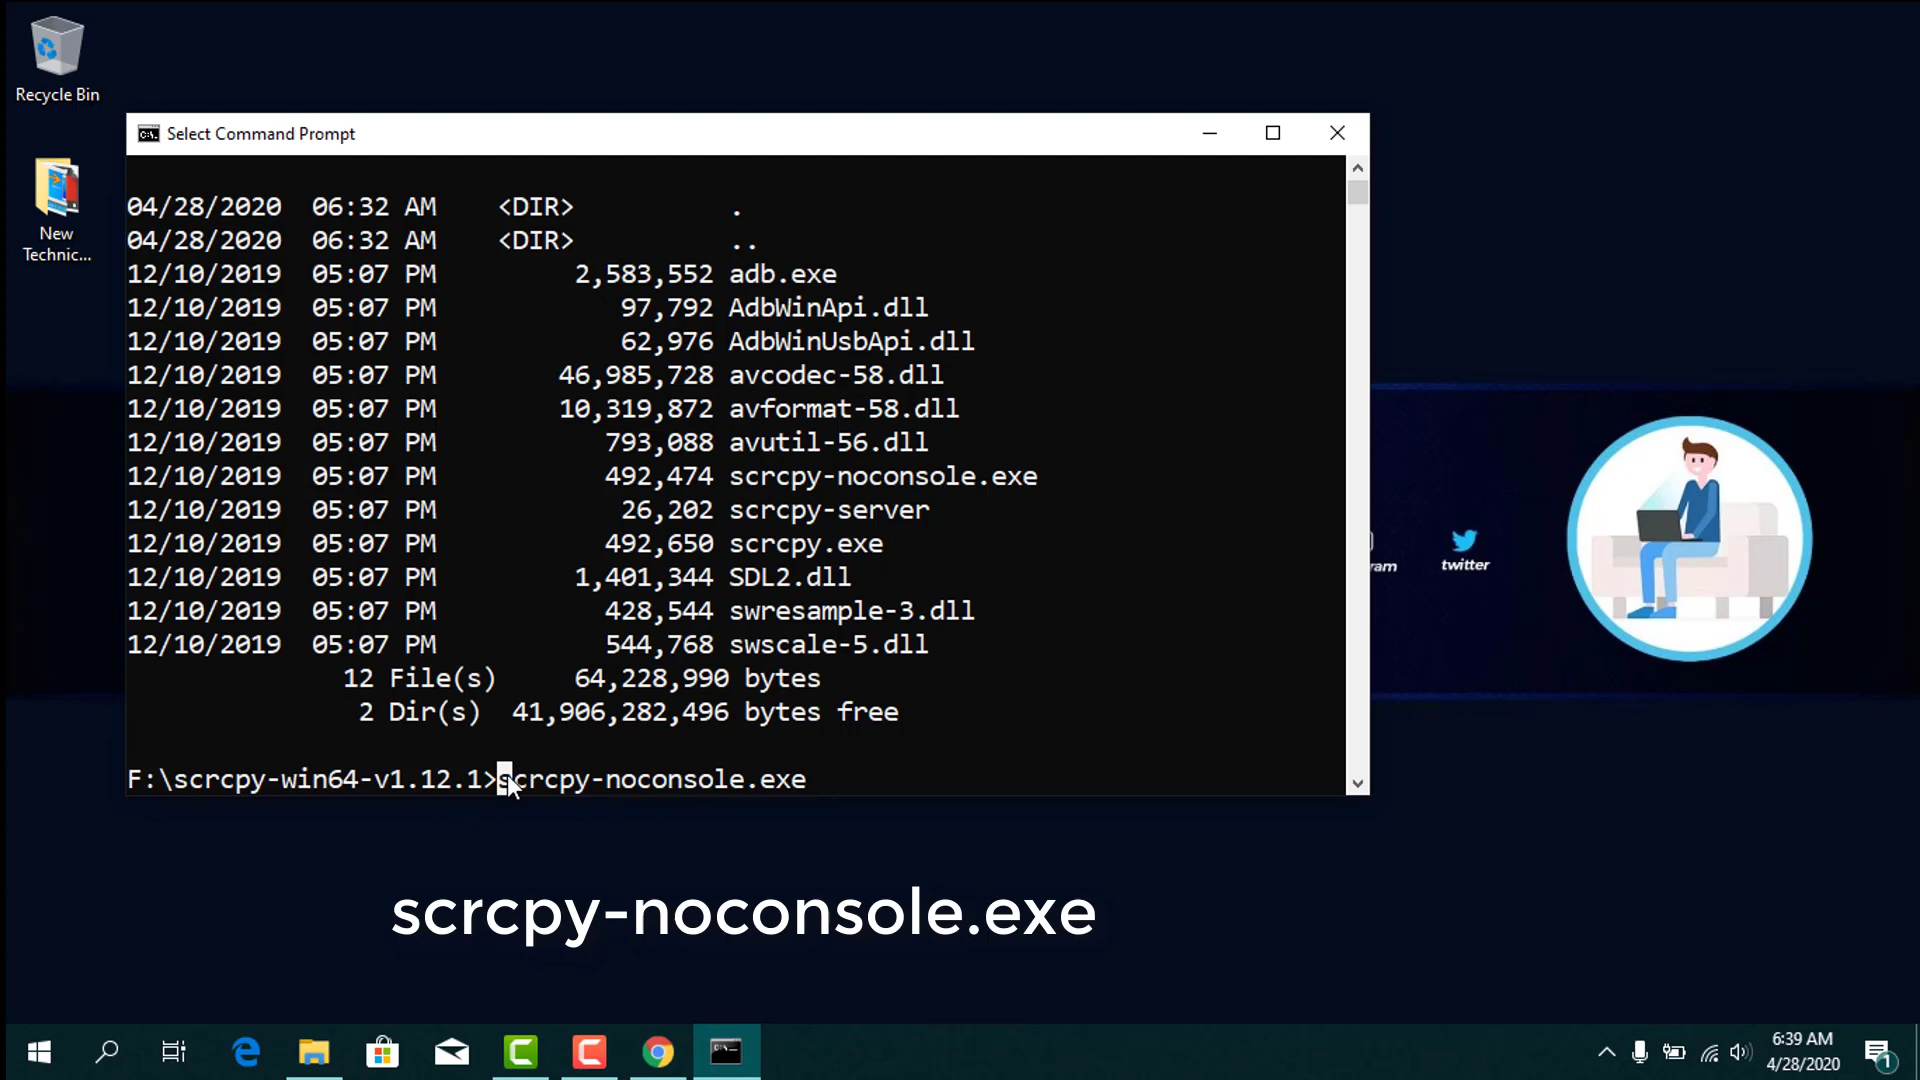 Recycle Bin
New
Technic...
Select Command Prompt
04/28/2020  06:32 AM    <DIR>          .
04/28/2020  06:32 AM    <DIR>          ..
12/10/2019  05:07 PM         2,583,552 adb.exe
12/10/2019  05:07 PM            97,792 AdbWinApi.dll
12/10/2019  05:07 PM            62,976 AdbWinUsbApi.dll
12/10/2019  05:07 PM        46,985,728 avcodec-58.dll
12/10/2019  05:07 PM        10,319,872 avformat-58.dll
12/10/2019  05:07 PM           793,088 avutil-56.dll
12/10/2019  05:07 PM           492,474 scrcpy-noconsole.exe
12/10/2019  05:07 PM            26,202 scrcpy-server
12/10/2019  05:07 PM           492,650 scrcpy.exe
12/10/2019  05:07 PM         1,401,344 SDL2.dll
12/10/2019  05:07 PM           428,544 swresample-3.dll
12/10/2019  05:07 PM           544,768 swscale-5.dll
12 File(s)     64,228,990 bytes
2 Dir(s)  41,906,282,496 bytes free
F:\scrcpy-win64-v1.12.1>scrcpy-noconsole.exe
ram
twitter
scrcpy-noconsole.exe
6:39 AM
4/28/2020
1